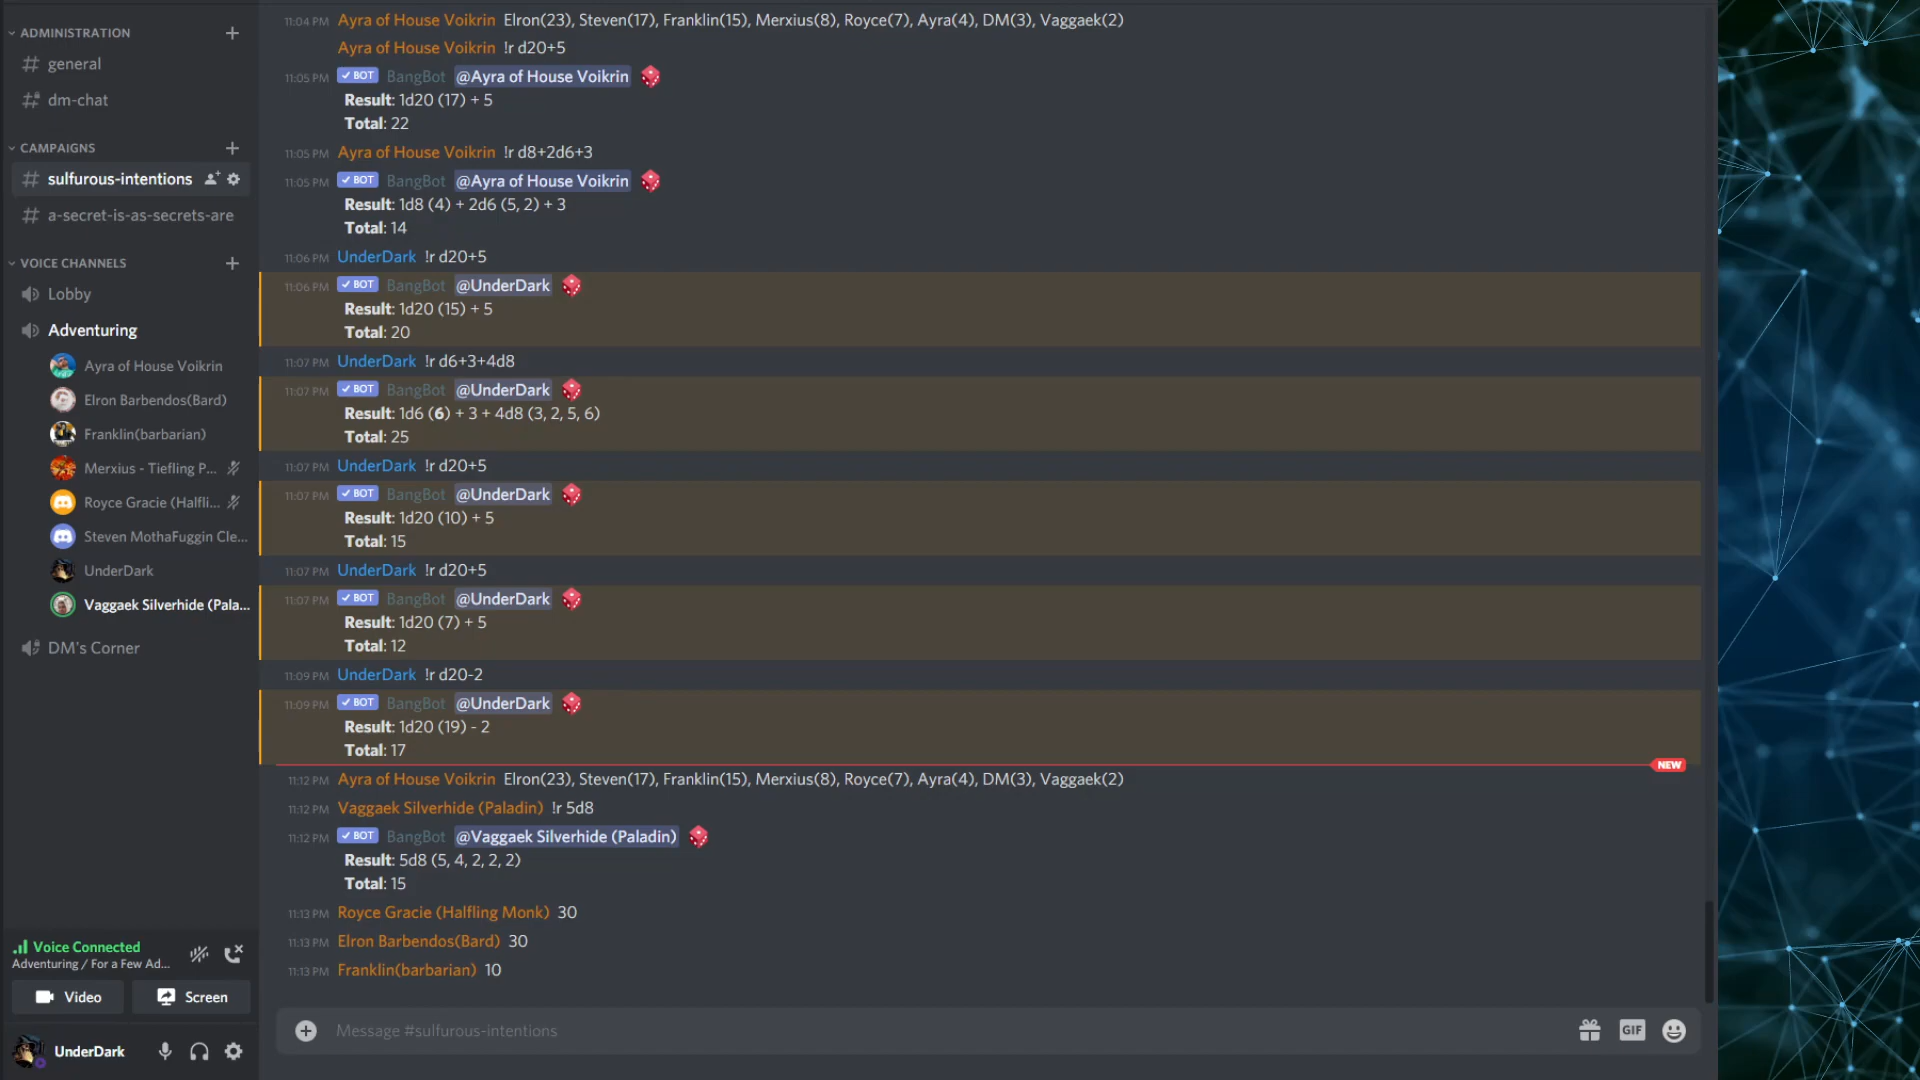 ADMINISTRATION
general
dm-chat
CAMPAIGNS
sulfurous-intentions
a-secret-is-as-secrets-are
VOICE CHANNELS
Lobby
Adventuring
Ayra of House Voikrin
Elron Barbendos(Bard)
Franklin(barbarian)
Merxius - Tiefling P...
Royce Gracie (Halfli...
Steven MothaFuggin Cle...
UnderDark
Vaggaek Silverhide (Pala...
DM's Corner
Voice Connected
Adventuring / For a Few Ad...
Video Screen
UnderDark
11:04 PM Ayra of House Voikrin Elron(23), Steven(17), Franklin(15), Merxius(8), Royce(7), Ayra(4), DM(3), Vaggaek(2)
Ayra of House Voikrin !r d20+5
11:05 PM BOT BangBot @Ayra of House Voikrin
Result: 1d20 (17) + 5
Total: 22
11:05 PM Ayra of House Voikrin !r d8+2d6+3
11:05 PM BOT BangBot @Ayra of House Voikrin
Result: 1d8 (4) + 2d6 (5, 2) + 3
Total: 14
11:06 PM UnderDark !r d20+5
11:06 PM BOT BangBot @UnderDark
Result: 1d20 (15) + 5
Total: 20
11:07 PM UnderDark !r d6+3+4d8
11:07 PM BOT BangBot @UnderDark
Result: 1d6 (6) + 3 + 4d8 (3, 2, 5, 6)
Total: 25
11:07 PM UnderDark !r d20+5
11:07 PM BOT BangBot @UnderDark
Result: 1d20 (10) + 5
Total: 15
11:07 PM UnderDark !r d20+5
11:07 PM BOT BangBot @UnderDark
Result: 1d20 (7) + 5
Total: 12
11:09 PM UnderDark !r d20-2
11:09 PM BOT BangBot @UnderDark
Result: 1d20 (19) - 2
Total: 17
NEW
11:12 PM Ayra of House Voikrin Elron(23), Steven(17), Franklin(15), Merxius(8), Royce(7), Ayra(4), DM(3), Vaggaek(2)
11:12 PM Vaggaek Silverhide (Paladin) !r 5d8
11:12 PM BOT BangBot @Vaggaek Silverhide (Paladin)
Result: 5d8 (5, 4, 2, 2, 2)
Total: 15
11:13 PM Royce Gracie (Halfling Monk) 30
11:13 PM Elron Barbendos(Bard) 30
11:13 PM Franklin(barbarian) 10
Message #sulfurous-intentions
GIF